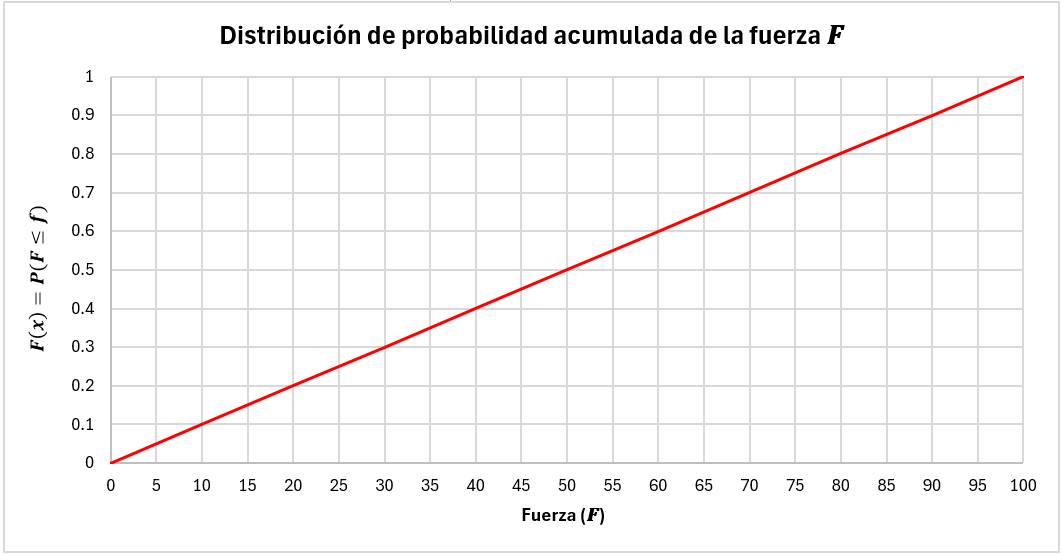 Distribución de probabilidad acumulada de la fuerza F
F(x) = P(F ≤ f)
1
0.9
0.8
0.7
0.6
0.5
0.4
0.3
0.2
0.1
0
0 5 10 15 20 25 30 35 40 45 50 55 60 65 70 75 80 85 90 95 100
Fuerza (F)